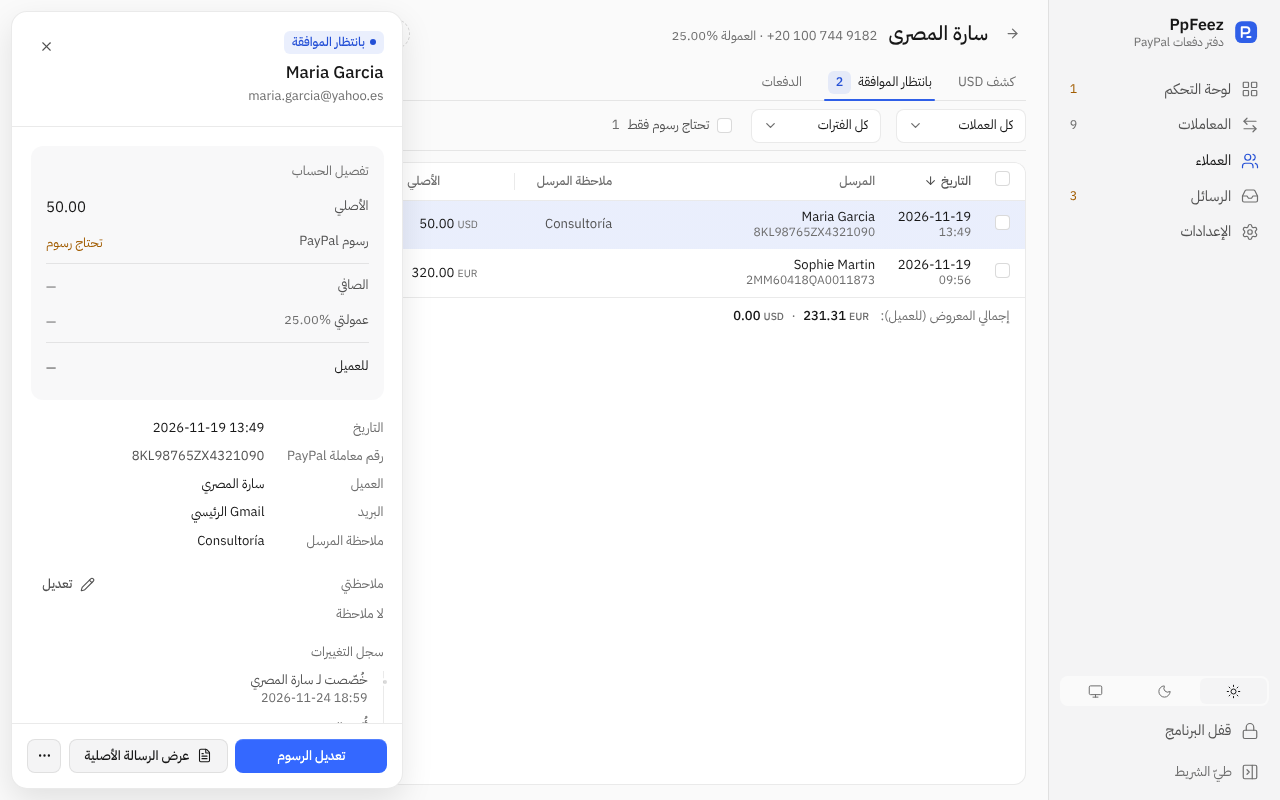 PpFeez
دفتر دفعات PayPal
لوحة التحكم 1
المعاملات 9
العملاء
الرسائل 3
الإعدادات
قفل البرنامج
طيّ الشريط
سارة المصري +20 100 744 9182 · العمولة 25.00%
كشف USD
بانتظار الموافقة 2
الدفعات
كل العملات
كل الفترات
تحتاج رسوم فقط 1
التاريخ المرسل ملاحظة المرسل الأصلي
2026-11-19 Maria Garcia Consultoría 50.00 USD
13:49 8KL98765ZX4321090
2026-11-19 Sophie Martin 320.00 EUR
09:56 2MM60418QA0011873
إجمالي المعروض (للعميل): 231.31 EUR · 0.00 USD
بانتظار الموافقة
Maria Garcia
maria.garcia@yahoo.es
تفصيل الحساب
الأصلي 50.00
رسوم PayPal تحتاج رسوم
الصافي –
عمولتي 25.00% –
للعميل –
التاريخ 2026-11-19 13:49
رقم معاملة PayPal 8KL98765ZX4321090
العميل سارة المصري
البريد Gmail الرئيسي
ملاحظة المرسل Consultoría
ملاحظتي تعديل
لا ملاحظة
سجل التغييرات
خُصّصت لـ سارة المصري
2026-11-24 18:59
تعديل الرسوم
عرض الرسالة الأصلية